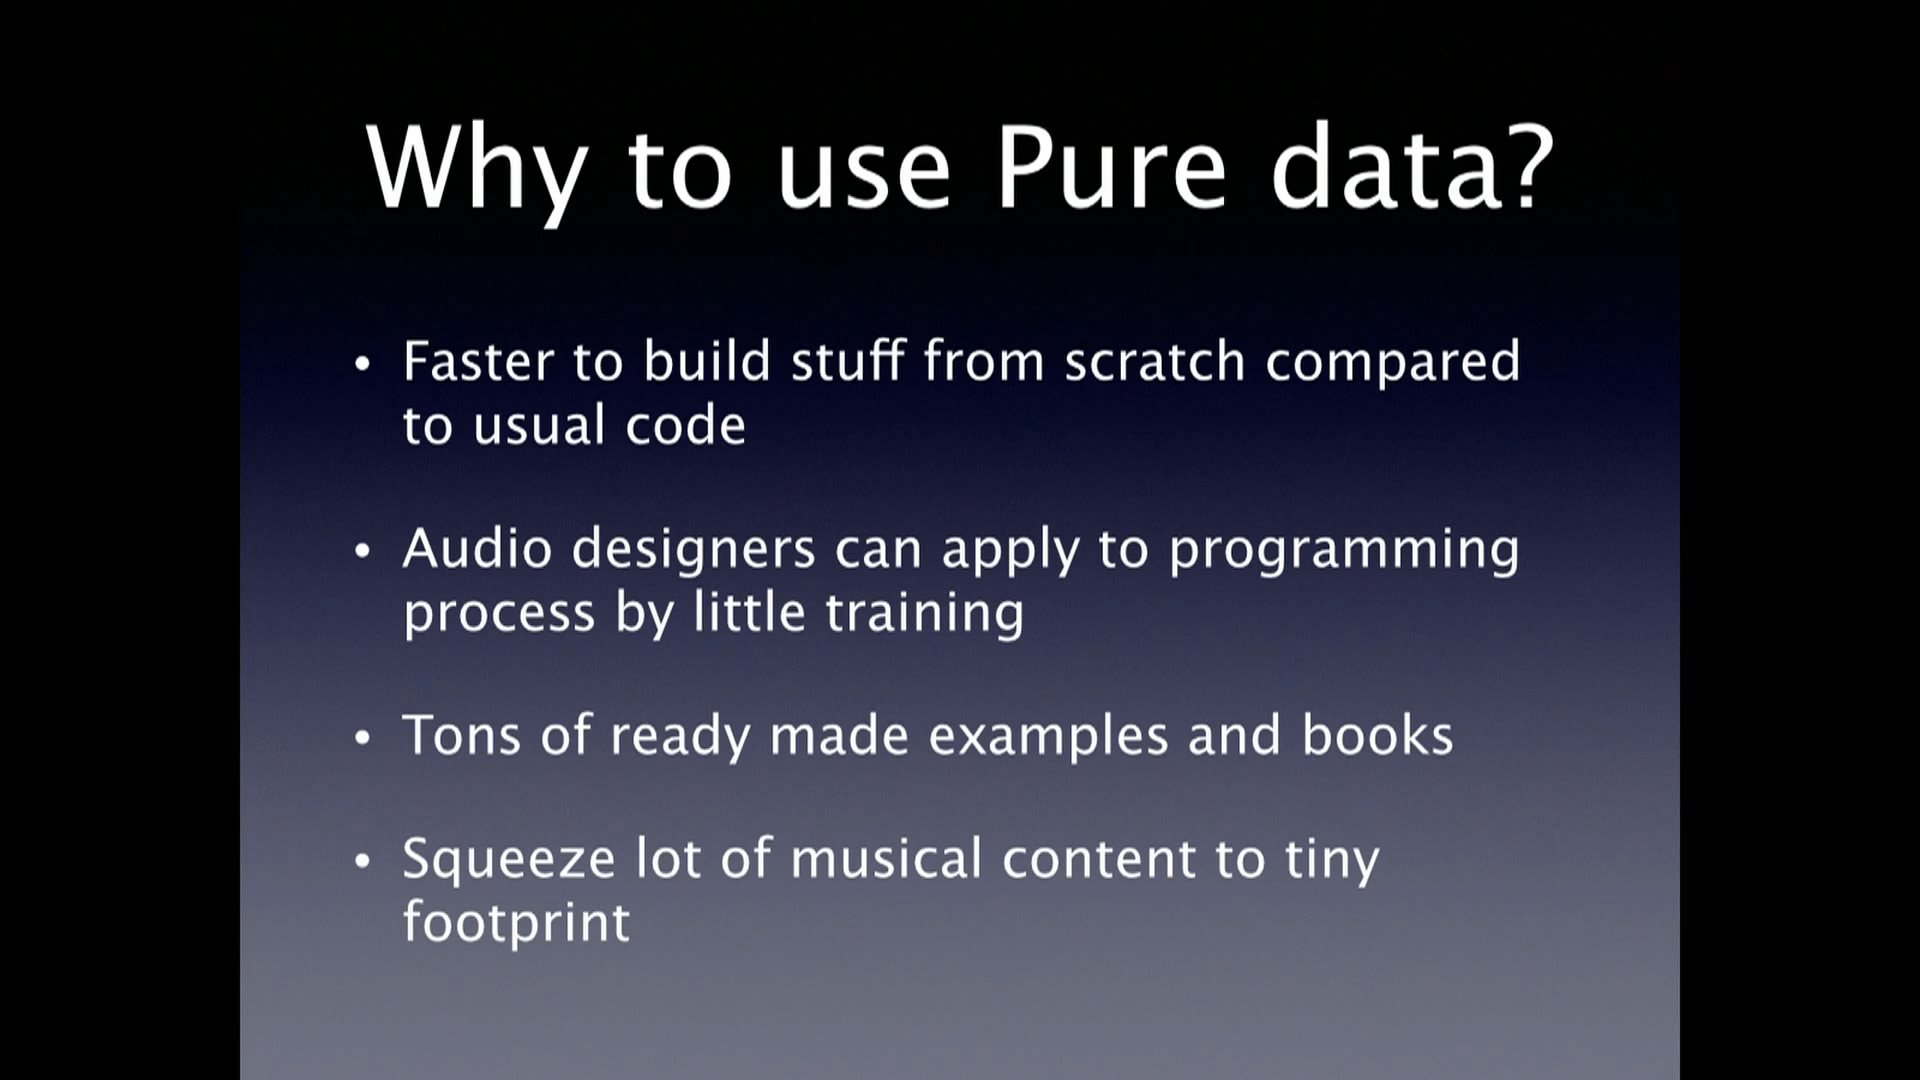 Why to use Pure data?
• Faster to build stuff from scratch compared
to usual code
• Audio designers can apply to programming
process by little training
• Tons of ready made examples and books
• Squeeze lot of musical content to tiny
footprint